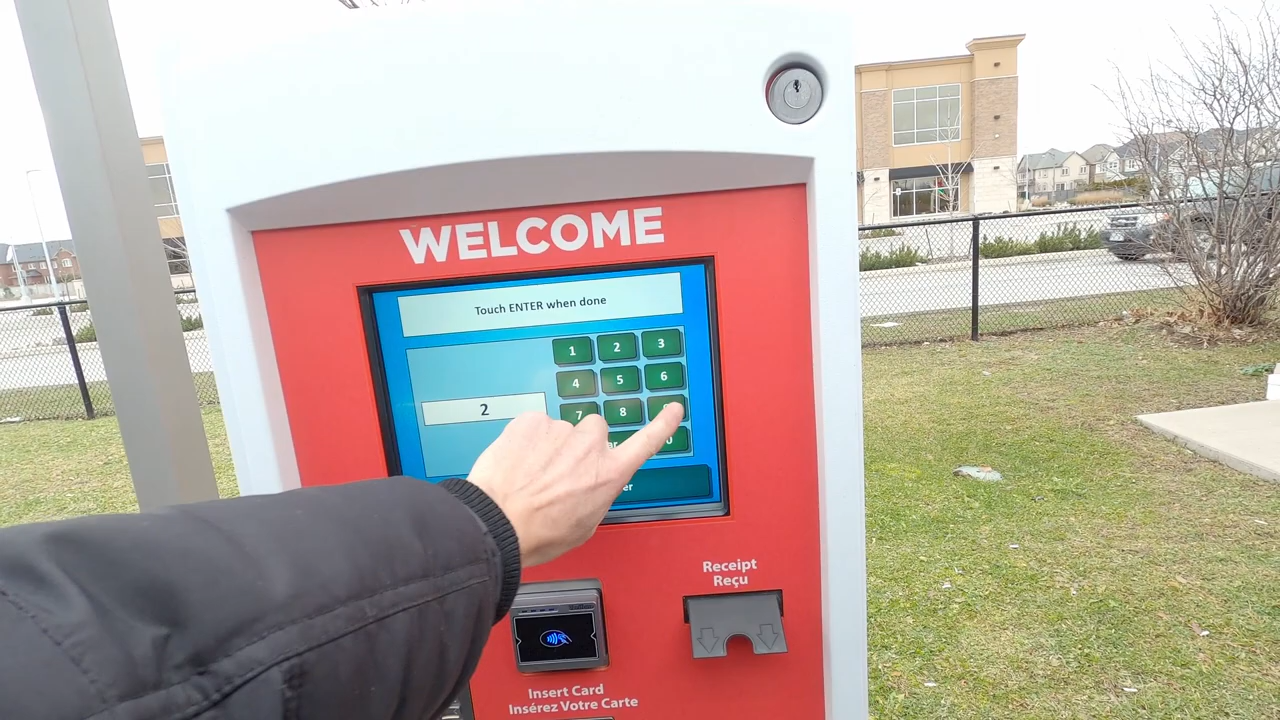 WELCOME
Touch ENTER when done
1 2 3
4 5 6
2
7 8
0
Receipt
Reçu
Insert Card
Insérez Votre Carte